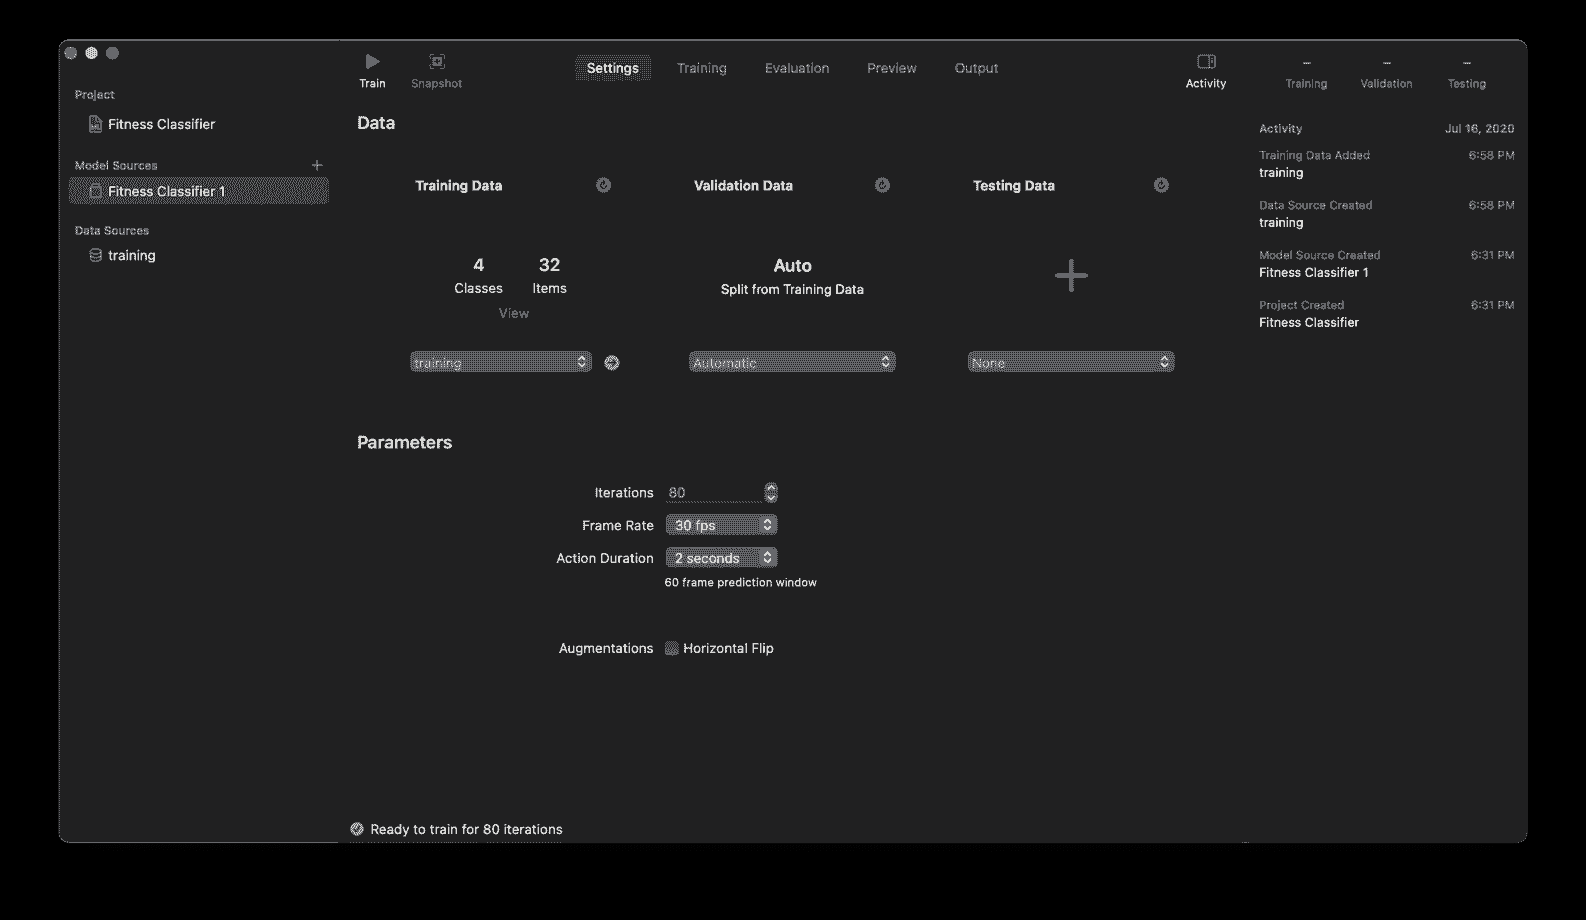 Project
Fitness Classifier
Model Sources
Fitness Classifier 1
Data Sources
training
Train
Snapshot
Settings
Training
Evaluation
Preview
Output
Activity
-- Training
-- Validation
-- Testing
Data
Training Data
4 Classes
32 Items
View
training
Validation Data
Auto
Split from Training Data
Automatic
Testing Data
None
Parameters
Iterations 80
Frame Rate 30 fps
Action Duration 2 seconds
60 frame prediction window
Augmentations Horizontal Flip
Ready to train for 80 iterations
Activity Jul 16, 2020
Training Data Added 6:58 PM
training
Data Source Created 6:58 PM
training
Model Source Created 6:31 PM
Fitness Classifier 1
Project Created 6:31 PM
Fitness Classifier